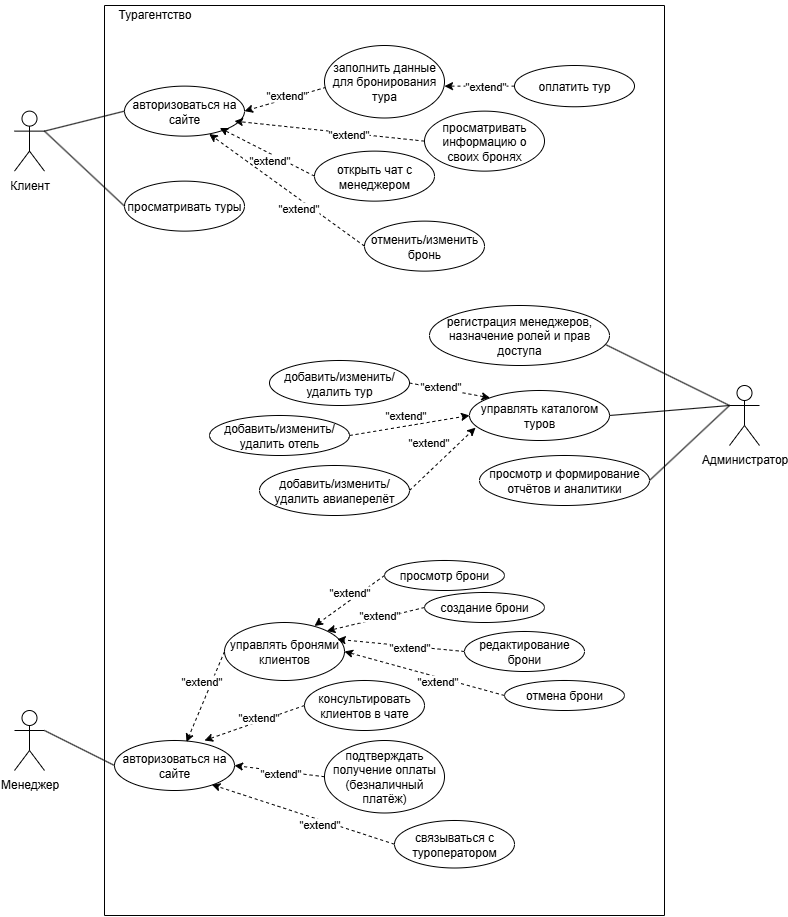 Турагентство
заполнить данные
для бронирования
тура
"extend"
"extend"
оплатить тур
авторизоваться на
сайте
"extend"
просматривать
информацию о
своих бронях
Клиент
"extend"
открыть чат с
менеджером
просматривать туры
"extend"
отменить/изменить
бронь
регистрация менеджеров,
назначение ролей и прав
доступа
добавить/изменить/
удалить тур
"extend"
управлять каталогом
туров
"extend"
добавить/изменить/
удалить отель
"extend"
Администратор
просмотр и формирование
отчётов и аналитики
добавить/изменить/
удалить авиаперелёт
просмотр брони
"extend"
создание брони
"extend"
управлять бронями
клиентов
"extend"
редактирование
брони
"extend"
"extend"
отмена брони
консультировать
клиентов в чате
"extend"
Менеджер
авторизоваться на
сайте
"extend"
подтверждать
получение оплаты
(безналичный
платёж)
"extend"
связываться с
туроператором